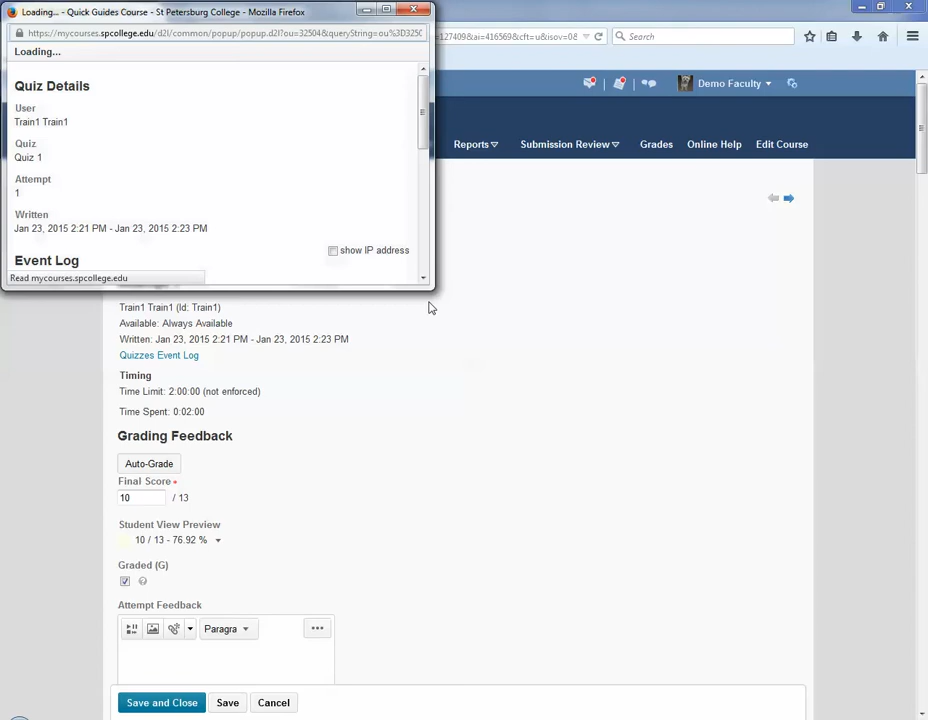 Loading... - Quick Guides Course - St Petersburg College - Mozilla Firefox
https://mycourses.spcollege.edu/d2l/common/popup/popup.d2l?ou=32504&queryString=ou%3D3250
127409&ai=416569&cft=u&isov=08
Search
Loading...
Quiz Details
Demo Faculty
User
Train1 Train1
Quiz
Reports
Submission Review
Grades
Online Help
Edit Course
Quiz 1
Attempt
1
Written
Jan 23, 2015 2:21 PM - Jan 23, 2015 2:23 PM
show IP address
Event Log
Read mycourses.spcollege.edu
Train1 Train1 (Id: Train1)
Available: Always Available
Written: Jan 23, 2015 2:21 PM - Jan 23, 2015 2:23 PM
Quizzes Event Log
Timing
Time Limit: 2:00:00 (not enforced)
Time Spent: 0:02:00
Grading Feedback
Auto-Grade
Final Score *
10 / 13
Student View Preview
10 / 13 - 76.92 %
Graded (G)
Attempt Feedback
Paragra
Save and Close
Save
Cancel